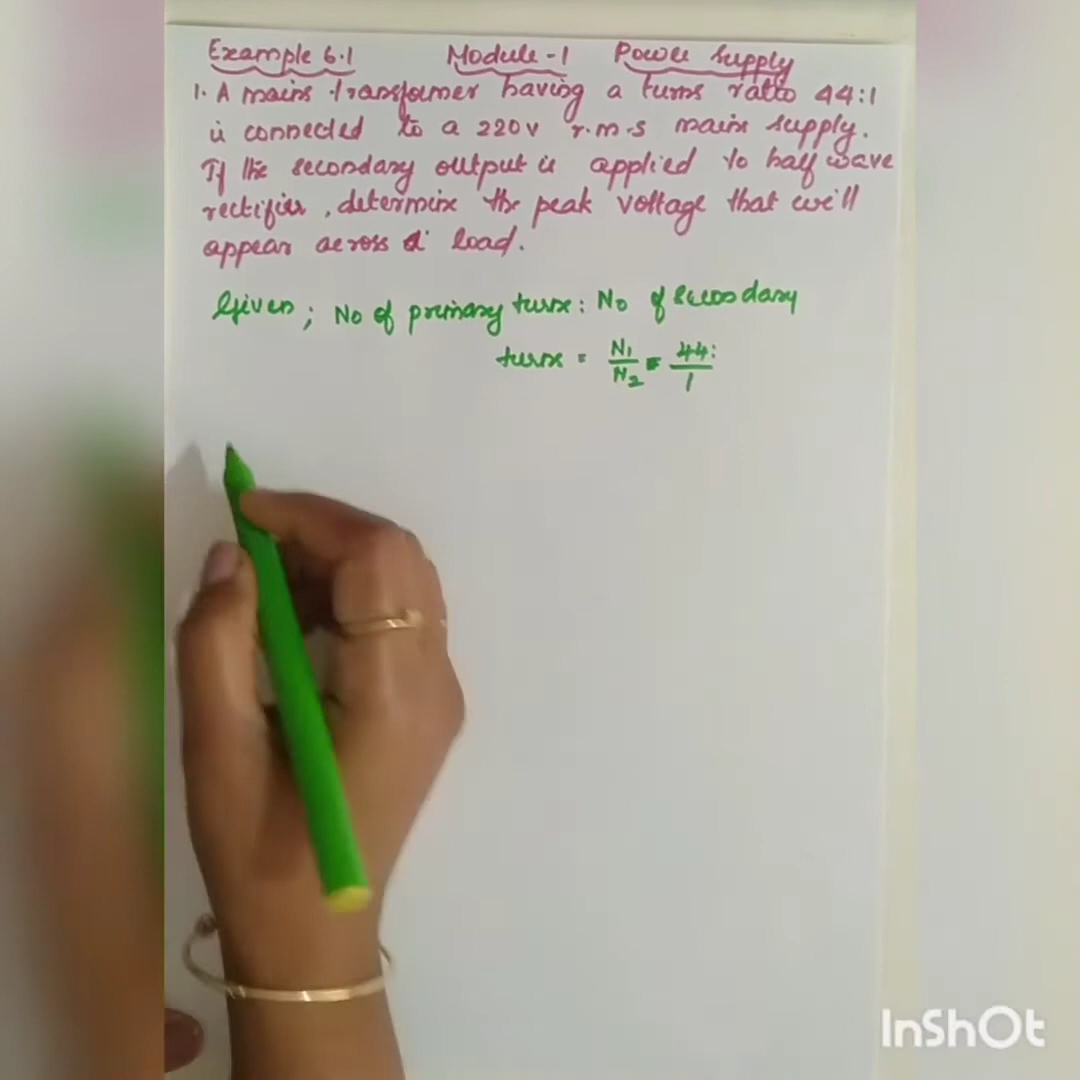 Example 6.1 Module-1 Power Supply
1. A mains transformer having a turns ratio 44:1
is connected to a 220V r.m.s mains supply.
If the secondary output is applied to half wave
rectifier, determine the peak voltage that will
appear across a load.
Given; No of primary turns: No of secondary
turns = N1/N2 = 44:/1
InShOt